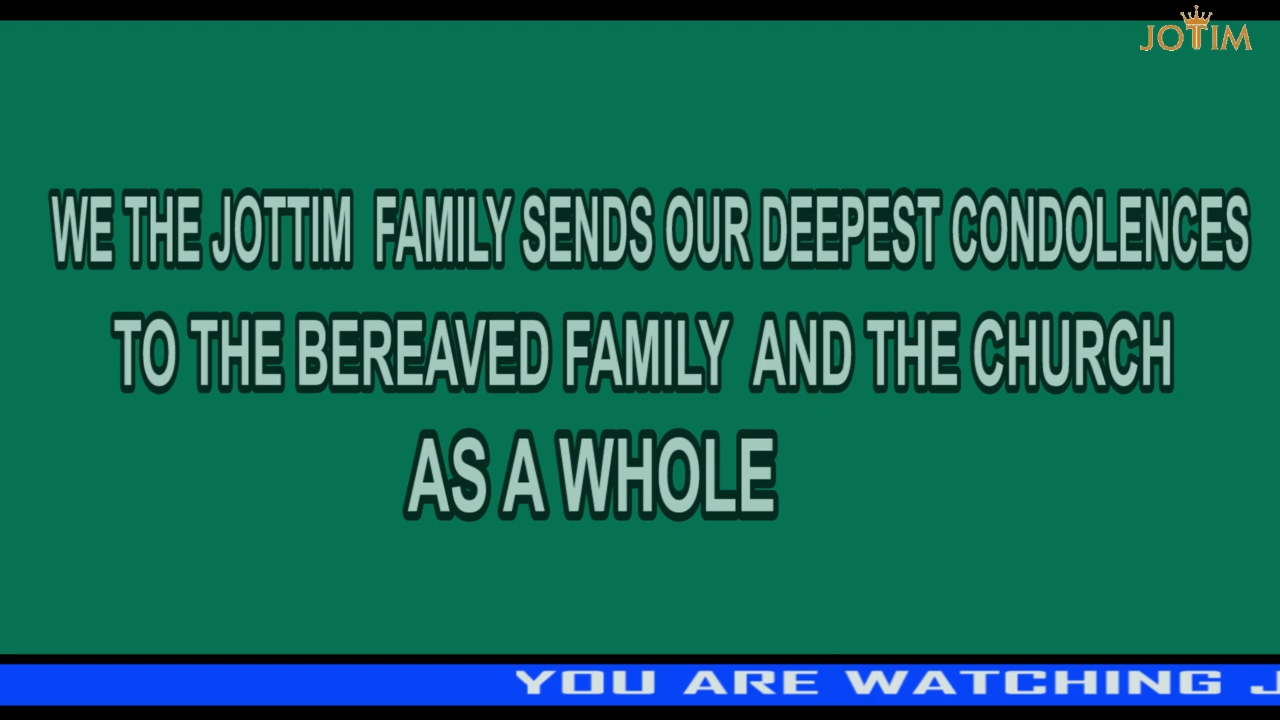 JOTIM
WE THE JOTTIM FAMILY SENDS OUR DEEPEST CONDOLENCES
TO THE BEREAVED FAMILY AND THE CHURCH
AS A WHOLE
YOU ARE WATCHING